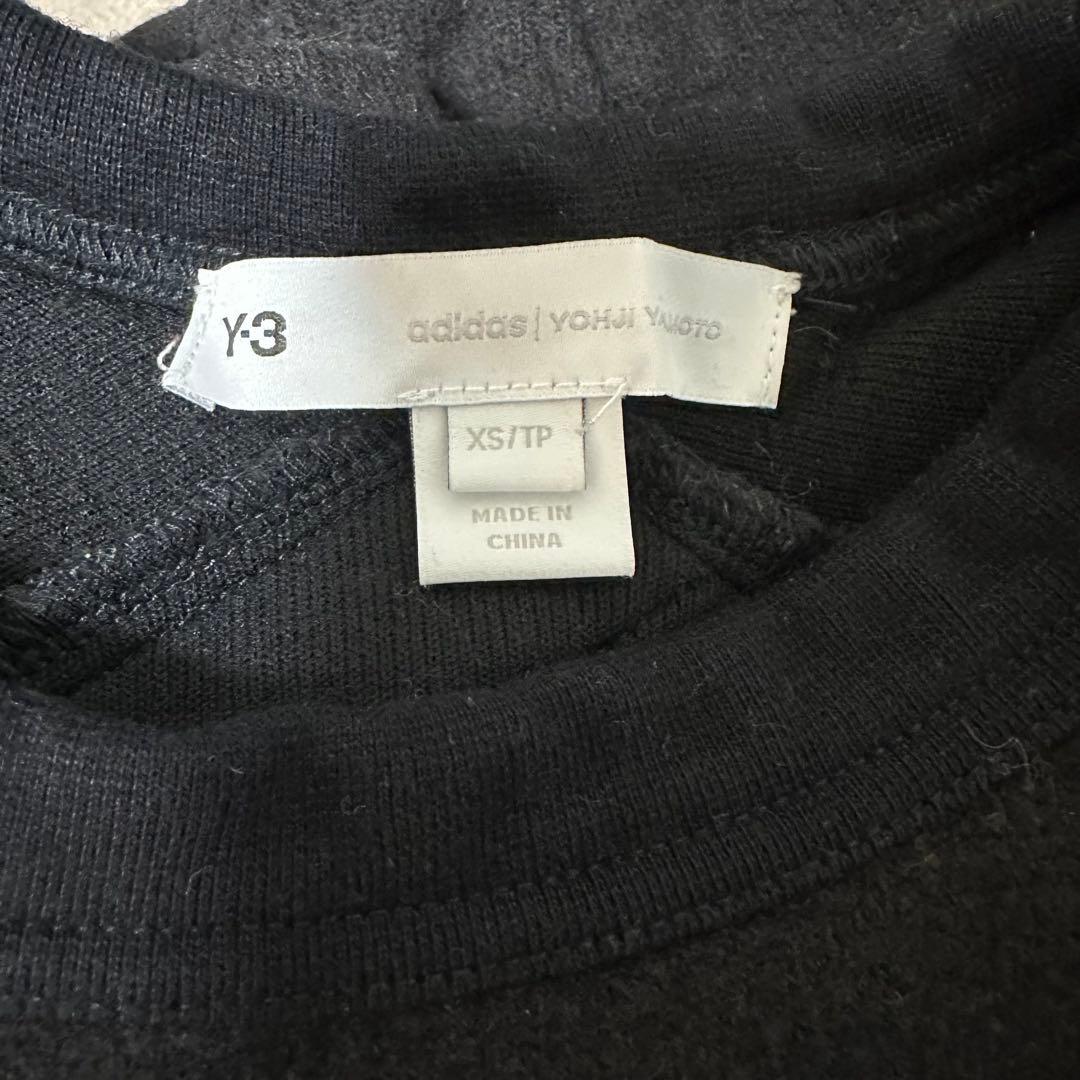 Y-3 adidas | YOHJI YAMOTO
XS/TP
MADE IN
CHINA